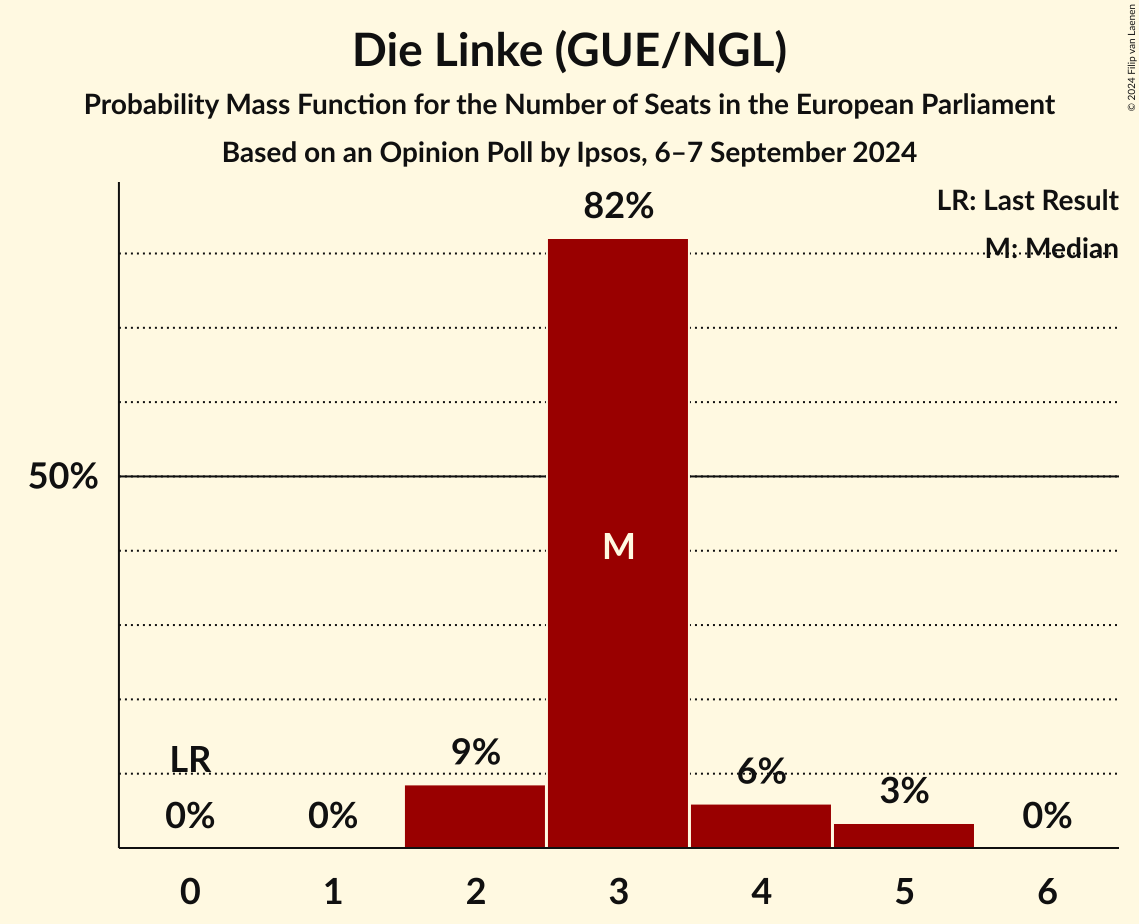 Die Linke (GUE/NGL)
Probability Mass Function for the Number of Seats in the European Parliament
Based on an Opinion Poll by Ipsos, 6–7 September 2024
© 2024 Filip van Laenen
LR: Last Result
M: Median
82%
50%
M
LR
9%
6%
3%
0%
0%
0%
0 1 2 3 4 5 6